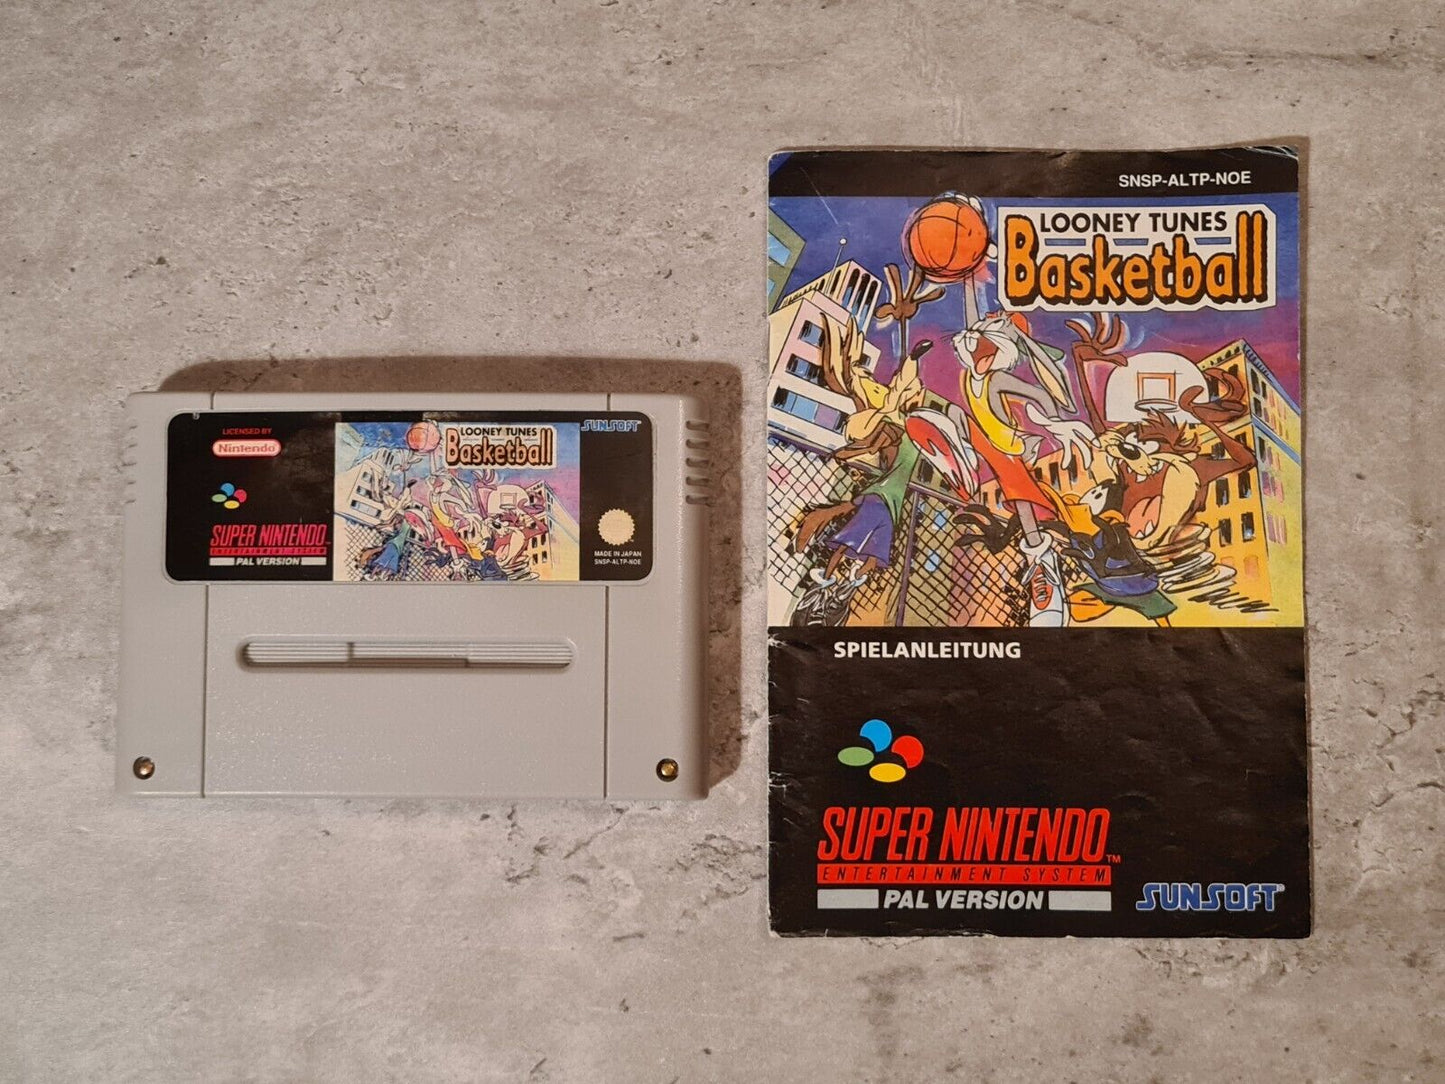 LICENSED BY
Nintendo
SUPER NINTENDO
ENTERTAINMENT SYSTEM
PAL VERSION
LOONEY TUNES
Basketball
SUNSOFT
MADE IN JAPAN
SNSP-ALTP-NOE
SNSP-ALTP-NOE
LOONEY TUNES
Basketball
SPIELANLEITUNG
SUPER NINTENDO™
ENTERTAINMENT SYSTEM
PAL VERSION
SUNSOFT®